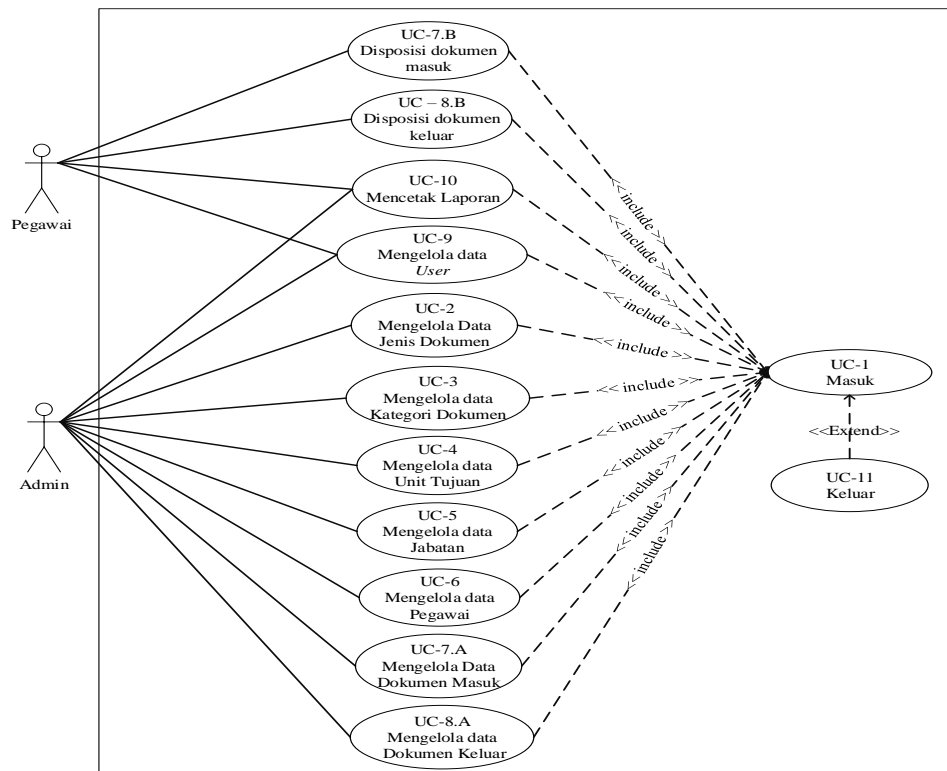 UC-7.B
Disposisi dokumen
masuk
UC – 8.B
Disposisi dokumen
keluar
UC-10
Mencetak Laporan
UC-9
Mengelola data
User
UC-2
Mengelola Data
Jenis Dokumen
UC-3
Mengelola data
Kategori Dokumen
UC-4
Mengelola data
Unit Tujuan
UC-5
Mengelola data
Jabatan
UC-6
Mengelola data
Pegawai
UC-7.A
Mengelola Data
Dokumen Masuk
UC-8.A
Mengelola data
Dokumen Keluar
Pegawai
Admin
<< include >>
<< include >>
<< include >>
<< include >>
<< include >>
<< include >>
<< include >>
<< include >>
<< include >>
<< include >>
<< include >>
UC-1
Masuk
<<Extend>>
UC-11
Keluar